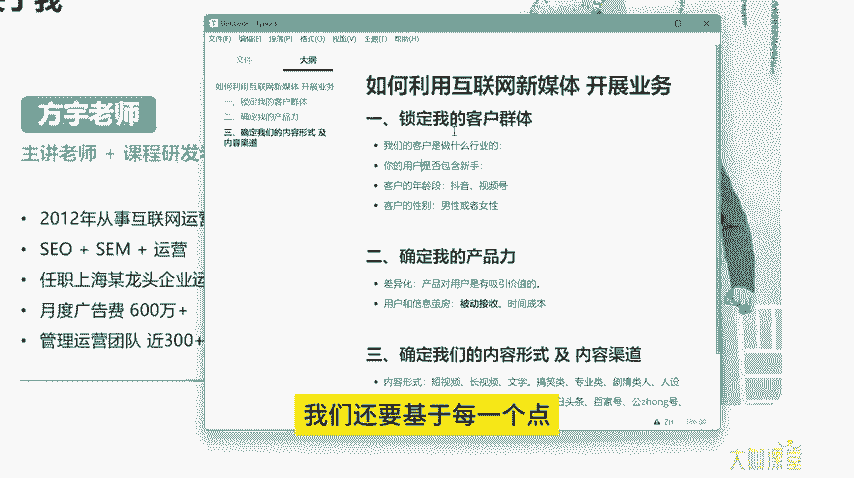 于我
方宇老师
主讲老师 + 课程研发
• 2012年从事互联网运营
• SEO + SEM + 运营
• 任职上海某龙头企业运
• 月度广告费 600万+
• 管理运营团队 近300+
文件(F) 编辑(E) 段落(P) 格式(O) 视图(V) 主题(T) 帮助(H)
文件 大纲
如何利用互联网新媒体 开展业务
一、锁定我的客户群体
二、确定我的产品力
三、确定我们的内容形式 及
内容渠道
如何利用互联网新媒体 开展业务
一、锁定我的客户群体
• 我们的客户是做什么行业的:
• 你的用户是否包含新手:
• 客户的年龄段: 抖音、视频号
• 客户的性别: 男性或者女性
二、确定我的产品力
• 差异化: 产品对用户是有吸引价值的。
• 用户和信息茧房: 被动接收。时间成本
三、确定我们的内容形式 及 内容渠道
• 内容形式: 短视频、长视频、文字。搞笑类、专业类、剧情类人、人设
日头条、百家号、公zhong号、
我们还要基于每一个点